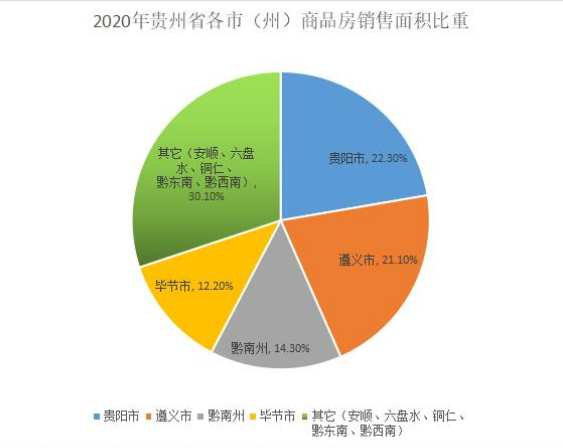 2020年贵州省各市（州）商品房销售面积比重
贵阳市, 22.30%
遵义市, 21.10%
黔南州, 14.30%
毕节市, 12.20%
其它（安顺、六盘
水、铜仁、
黔东南、黔西南）,
30.10%
贵阳市 遵义市 黔南州 毕节市 其它（安顺、六盘水、铜仁、
黔东南、黔西南）